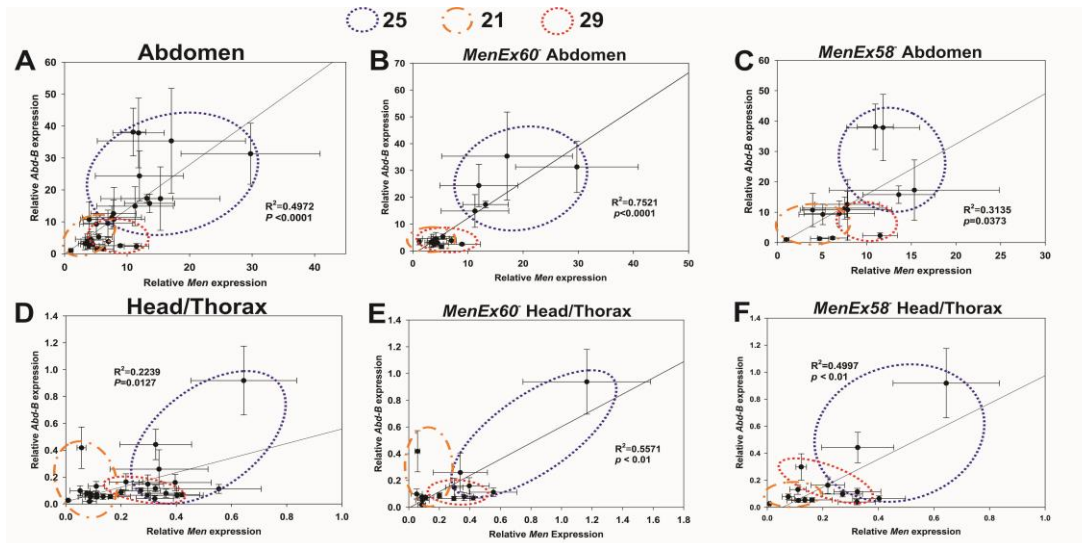 25 21 29
A Abdomen
Relative Abd-B expression
60
50
40
30
20
10
0
R²=0.4972
P <0.0001
0 10 20 30 40
Relative Men expression
B MenEx60⁻ Abdomen
Relative Abd-B expression
70
60
50
40
30
20
10
0
R²=0.7521
p<0.0001
0 10 20 30 40 50
Relative Men expression
C MenEx58⁻ Abdomen
Relative Abd-B expression
60
50
40
30
20
10
0
R²=0.3135
p=0.0373
0 5 10 15 20 25 30
Relative Men expression
D Head/Thorax
Relative Abd-B expression
1.4
1.2
1.0
0.8
0.6
0.4
0.2
0.0
R²=0.2239
P=0.0127
0.0 0.2 0.4 0.6 0.8 1.0
Relative Men expression
E MenEx60⁻ Head/Thorax
Relative Abd-B expression
1.4
1.2
1.0
0.8
0.6
0.4
0.2
0.0
R²=0.5571
p < 0.01
0.0 0.2 0.4 0.6 0.8 1.0 1.2 1.4 1.6 1.8
Relative Men Expression
F MenEx58⁻ Head/Thorax
Relative Abd-B expression
1.4
1.2
1.0
0.8
0.6
0.4
0.2
0.0
R²=0.4997
p < 0.01
0.0 0.2 0.4 0.6 0.8 1.0
Relative Men expression